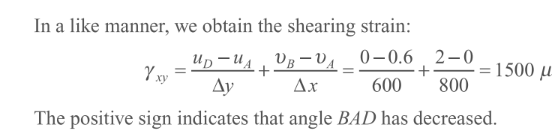 In a like manner, we obtain the shearing strain:
γ_xy = (u_D − u_A)/Δy + (υ_B − υ_A)/Δx = (0 − 0.6)/600 + (2 − 0)/800 = 1500 μ
The positive sign indicates that angle BAD has decreased.